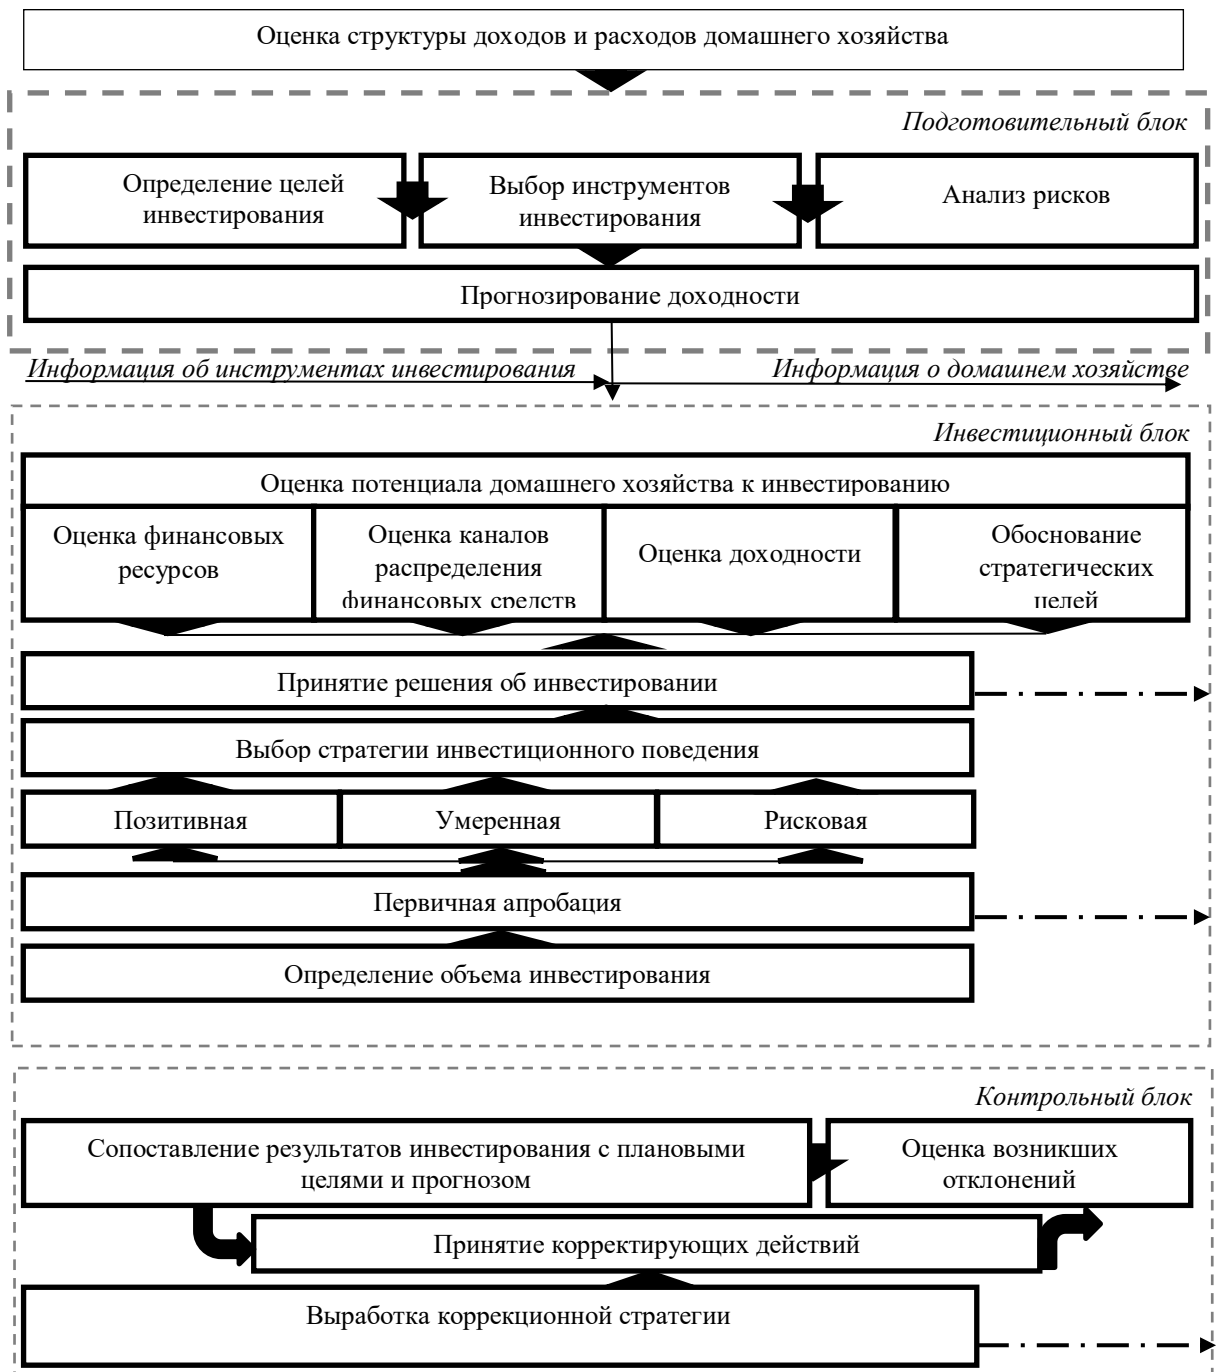 Оценка структуры доходов и расходов домашнего хозяйства
Подготовительный блок
Определение целей
инвестирования
Выбор инструментов
инвестирования
Анализ рисков
Прогнозирование доходности
Информация об инструментах инвестирования
Информация о домашнем хозяйстве
Инвестиционный блок
Оценка потенциала домашнего хозяйства к инвестированию
Оценка финансовых
ресурсов
Оценка каналов
распределения
финансовых средств
Оценка доходности
Обоснование
стратегических
целей
Принятие решения об инвестировании
Выбор стратегии инвестиционного поведения
Позитивная
Умеренная
Рисковая
Первичная апробация
Определение объема инвестирования
Контрольный блок
Сопоставление результатов инвестирования с плановыми
целями и прогнозом
Оценка возникших
отклонений
Принятие корректирующих действий
Выработка коррекционной стратегии